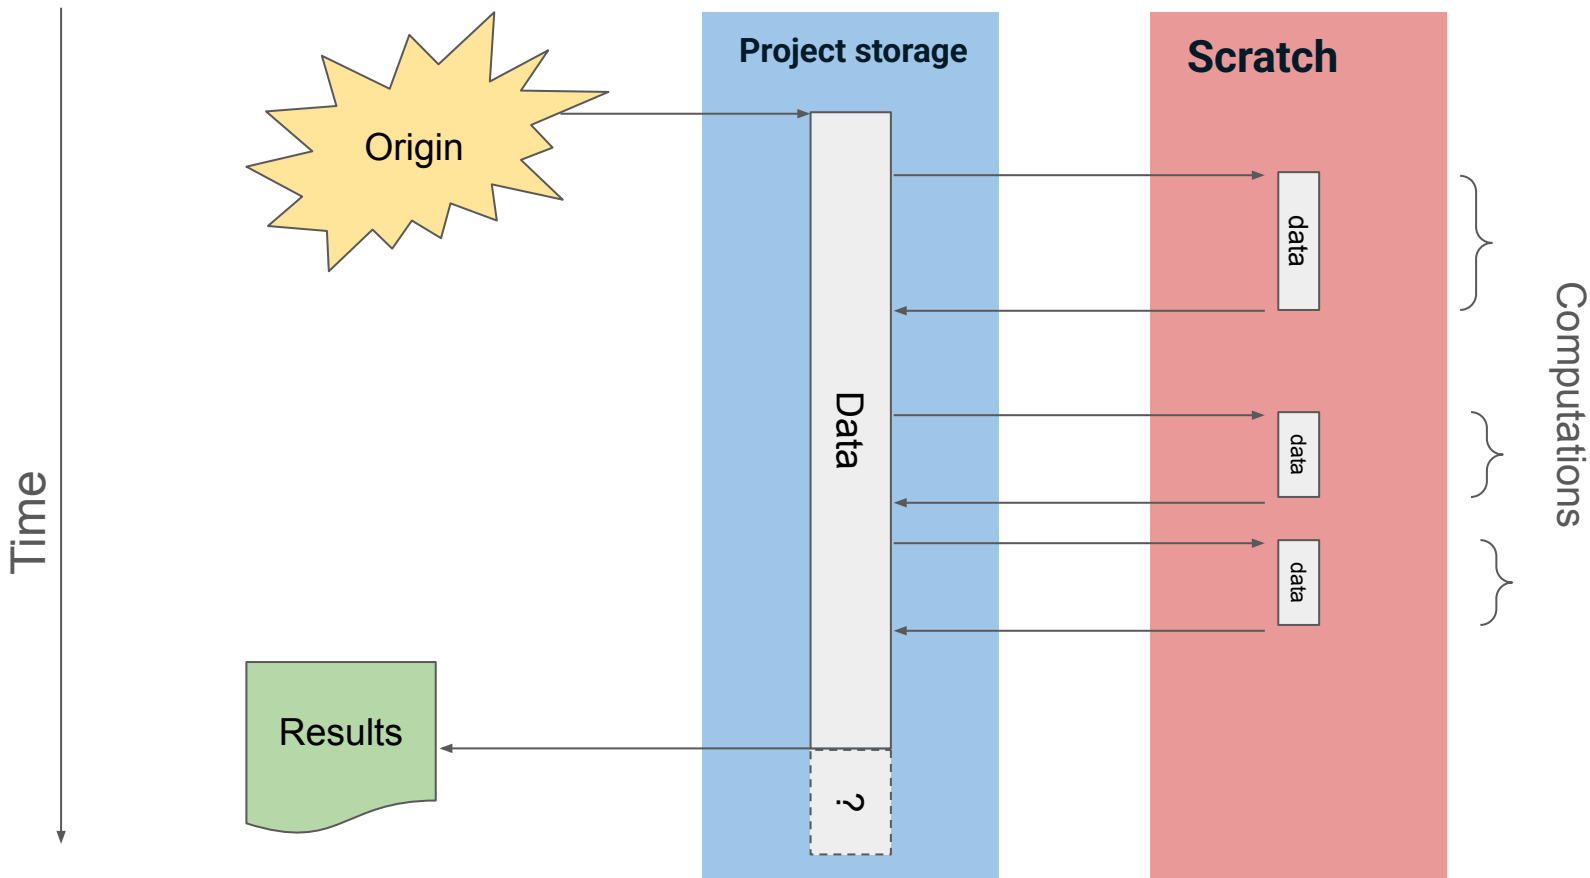 Project storage
Scratch
Origin
data
Computations
Data
data
Time
data
Results
?